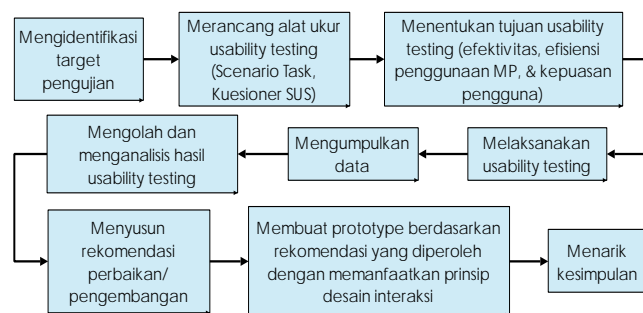 Mengidentifikasi
target
pengujian
Merancang alat ukur
usability testing
(Scenario Task,
Kuesioner SUS)
Menentukan tujuan usability
testing (efektivitas, efisiensi
penggunaan MP, & kepuasan
pengguna)
Mengolah dan
menganalisis hasil
usability testing
Mengumpulkan
data
Melaksanakan
usability testing
Menyusun
rekomendasi
perbaikan/
pengembangan
Membuat prototype berdasarkan
rekomendasi yang diperoleh
dengan memanfaatkan prinsip
desain interaksi
Menarik
kesimpulan